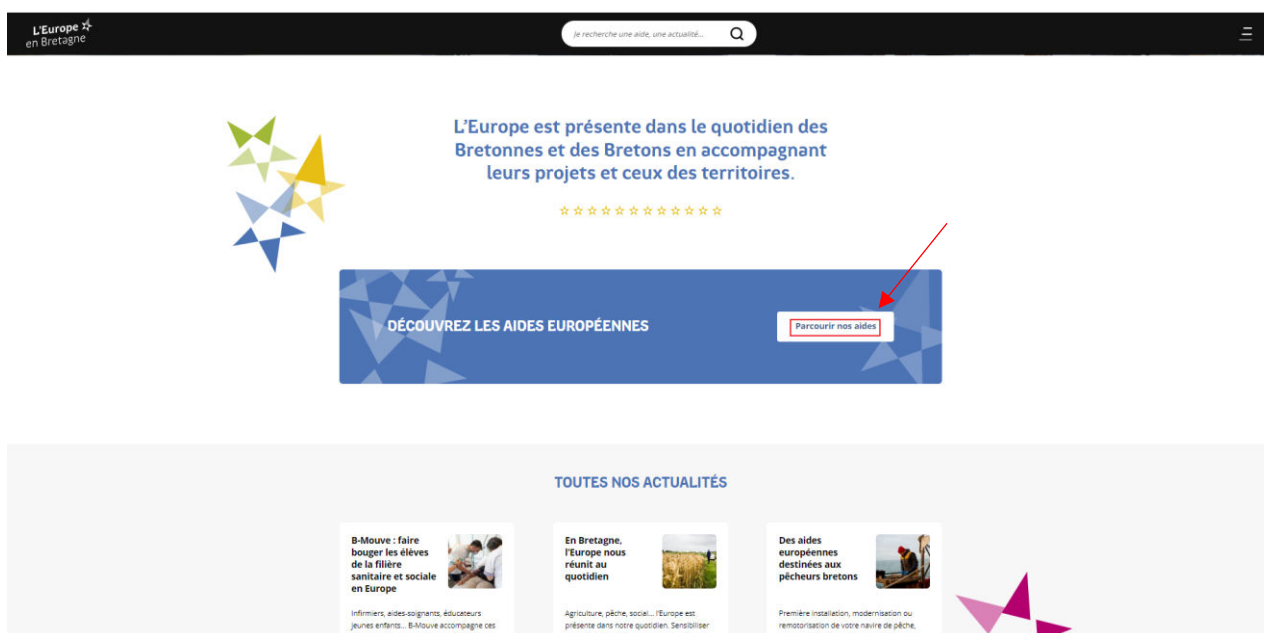 L'Europe
en Bretagne
Je recherche une aide, une actualité...
L'Europe est présente dans le quotidien des
Bretonnes et des Bretons en accompagnant
leurs projets et ceux des territoires.
DÉCOUVREZ LES AIDES EUROPÉENNES
Parcourir nos aides
TOUTES NOS ACTUALITÉS
B-Mouve : faire
bouger les élèves
de la filière
sanitaire et sociale
en Europe
Infirmiers, aides-soignants, éducateurs
jeunes enfants... B-Mouve accompagne ces
En Bretagne,
l'Europe nous
réunit au
quotidien
Agriculture, pêche, social... l'Europe est
présente dans notre quotidien. Sensibiliser
Des aides
européennes
destinées aux
pêcheurs bretons
Première installation, modernisation ou
remotorisation de votre navire de pêche,